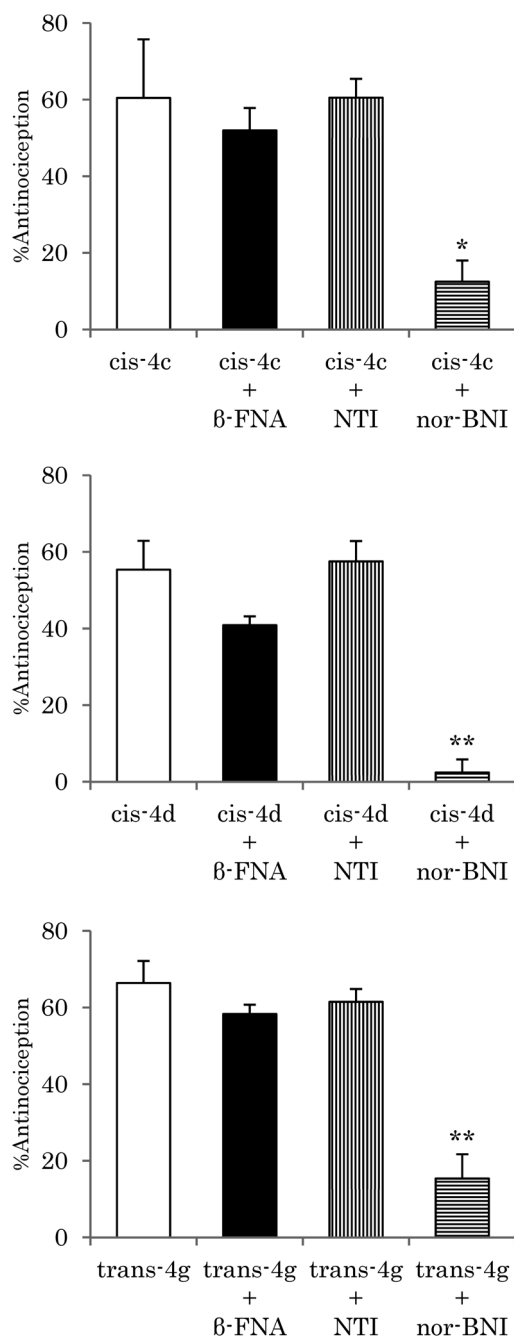 80
60
40
20
0
%Antinociception
*
cis-4c cis-4c cis-4c cis-4c
+ + +
β-FNA NTI nor-BNI
80
60
40
20
0
%Antinociception
**
cis-4d cis-4d cis-4d cis-4d
+ + +
β-FNA NTI nor-BNI
80
60
40
20
0
%Antinociception
**
trans-4g trans-4g trans-4g trans-4g
+ + +
β-FNA NTI nor-BNI